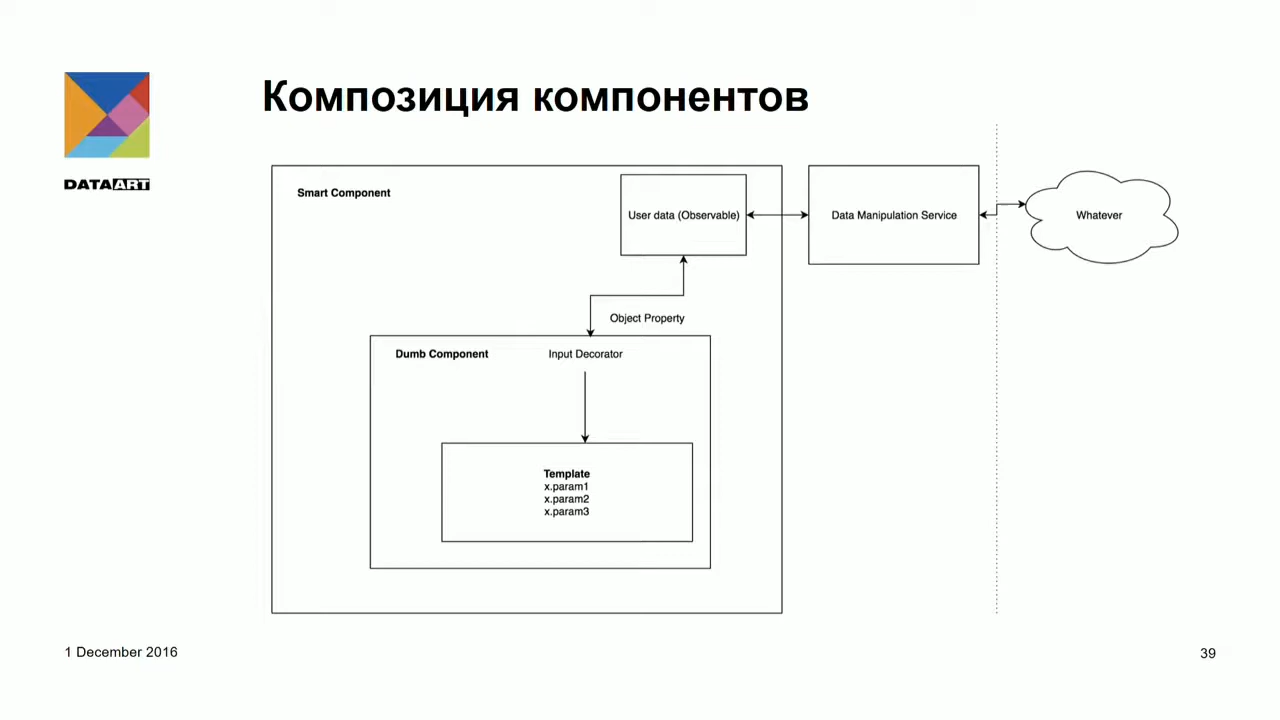 Композиция компонентов
DATAART
Smart Component
User data (Observable)
Data Manipulation Service
Whatever
Object Property
Dumb Component
Input Decorator
Template
x.param1
x.param2
x.param3
1 December 2016
39